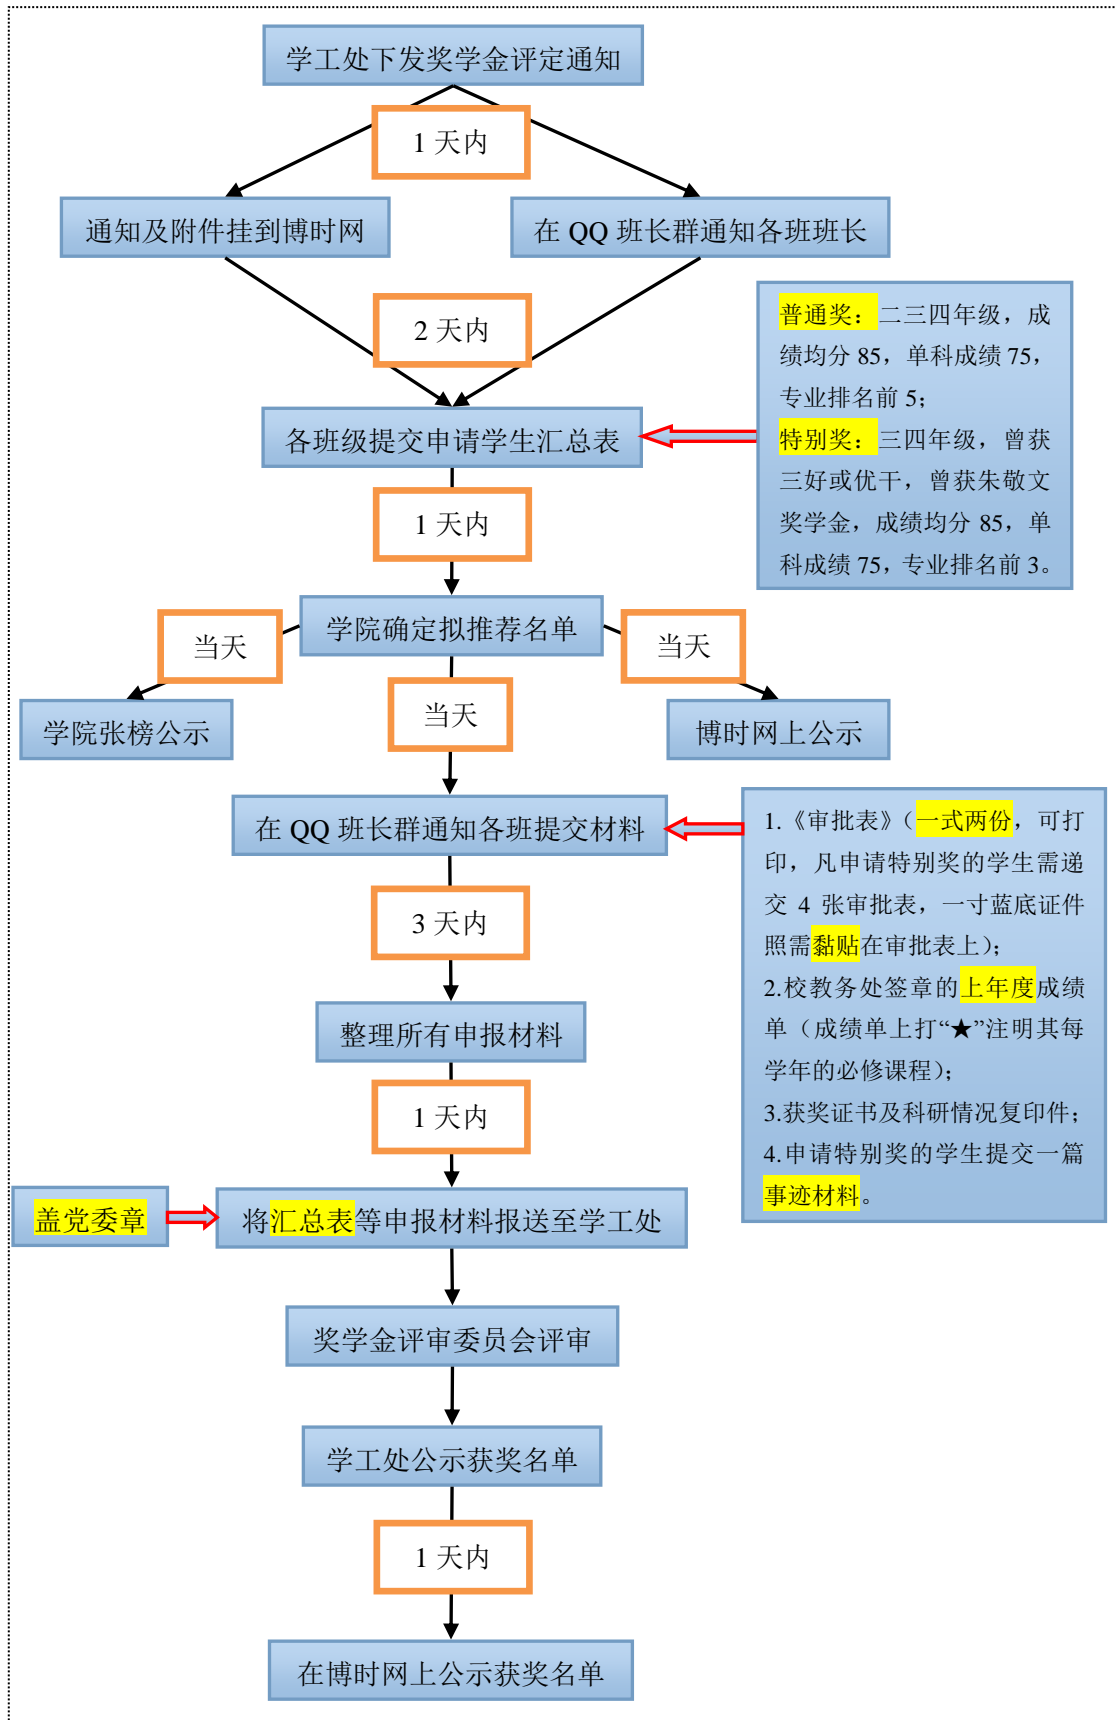 学工处下发奖学金评定通知
1 天内
通知及附件挂到博时网
在 QQ 班长群通知各班班长
2 天内
普通奖：二三四年级，成
绩均分 85，单科成绩 75，
专业排名前 5；
特别奖：三四年级，曾获
三好或优干，曾获朱敬文
奖学金，成绩均分 85，单
科成绩 75，专业排名前 3。
各班级提交申请学生汇总表
1 天内
学院确定拟推荐名单
当天
当天
当天
学院张榜公示
博时网上公示
在 QQ 班长群通知各班提交材料
1.《审批表》（一式两份，可打
印，凡申请特别奖的学生需递
交 4 张审批表，一寸蓝底证件
照需黏贴在审批表上）；
2.校教务处签章的上年度成绩
单（成绩单上打“★”注明其每
学年的必修课程）；
3.获奖证书及科研情况复印件；
4.申请特别奖的学生提交一篇
事迹材料。
3 天内
整理所有申报材料
1 天内
盖党委章
将汇总表等申报材料报送至学工处
奖学金评审委员会评审
学工处公示获奖名单
1 天内
在博时网上公示获奖名单